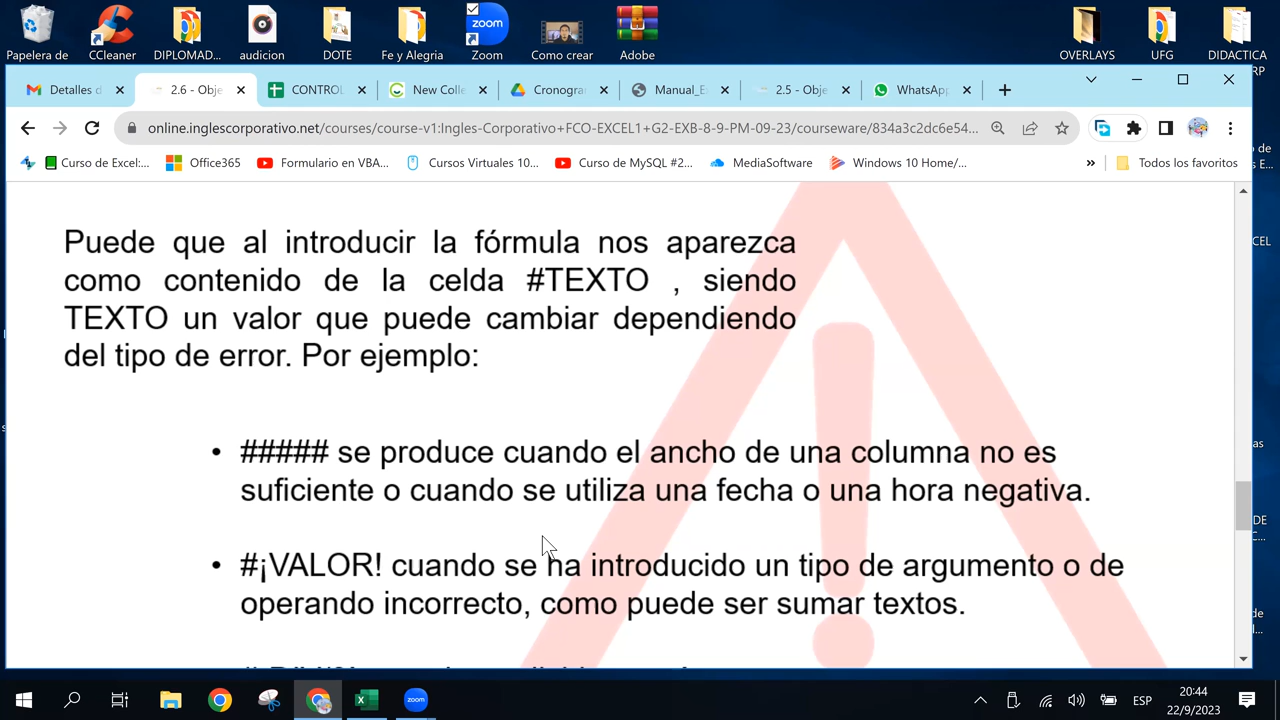 Papelera de
CCleaner
DIPLOMAD...
audicion
DOTE
Fe y Alegria
zoom
Zoom
Como crear
Adobe
OVERLAYS
UFG
DIDACTICA
RP
Detalles d
2.6 - Obje
CONTROL
New Colle
Cronogra
Manual_E
2.5 - Obje
WhatsApp
online.inglescorporativo.net/courses/course-v1:Ingles-Corporativo+FCO-EXCEL1+G2-EXB-8-9-PM-09-23/courseware/834a3c2dc6e54...
Curso de Excel:...
Office365
Formulario en VBA...
Cursos Virtuales 10...
Curso de MySQL #2...
MediaSoftware
Windows 10 Home/...
»
Todos los favoritos
Puede que al introducir la fórmula nos aparezca
como contenido de la celda #TEXTO , siendo
TEXTO un valor que puede cambiar dependiendo
del tipo de error. Por ejemplo:
• ##### se produce cuando el ancho de una columna no es
suficiente o cuando se utiliza una fecha o una hora negativa.
• #¡VALOR! cuando se ha introducido un tipo de argumento o de
operando incorrecto, como puede ser sumar textos.
zoom
ESP
20:44
22/9/2023